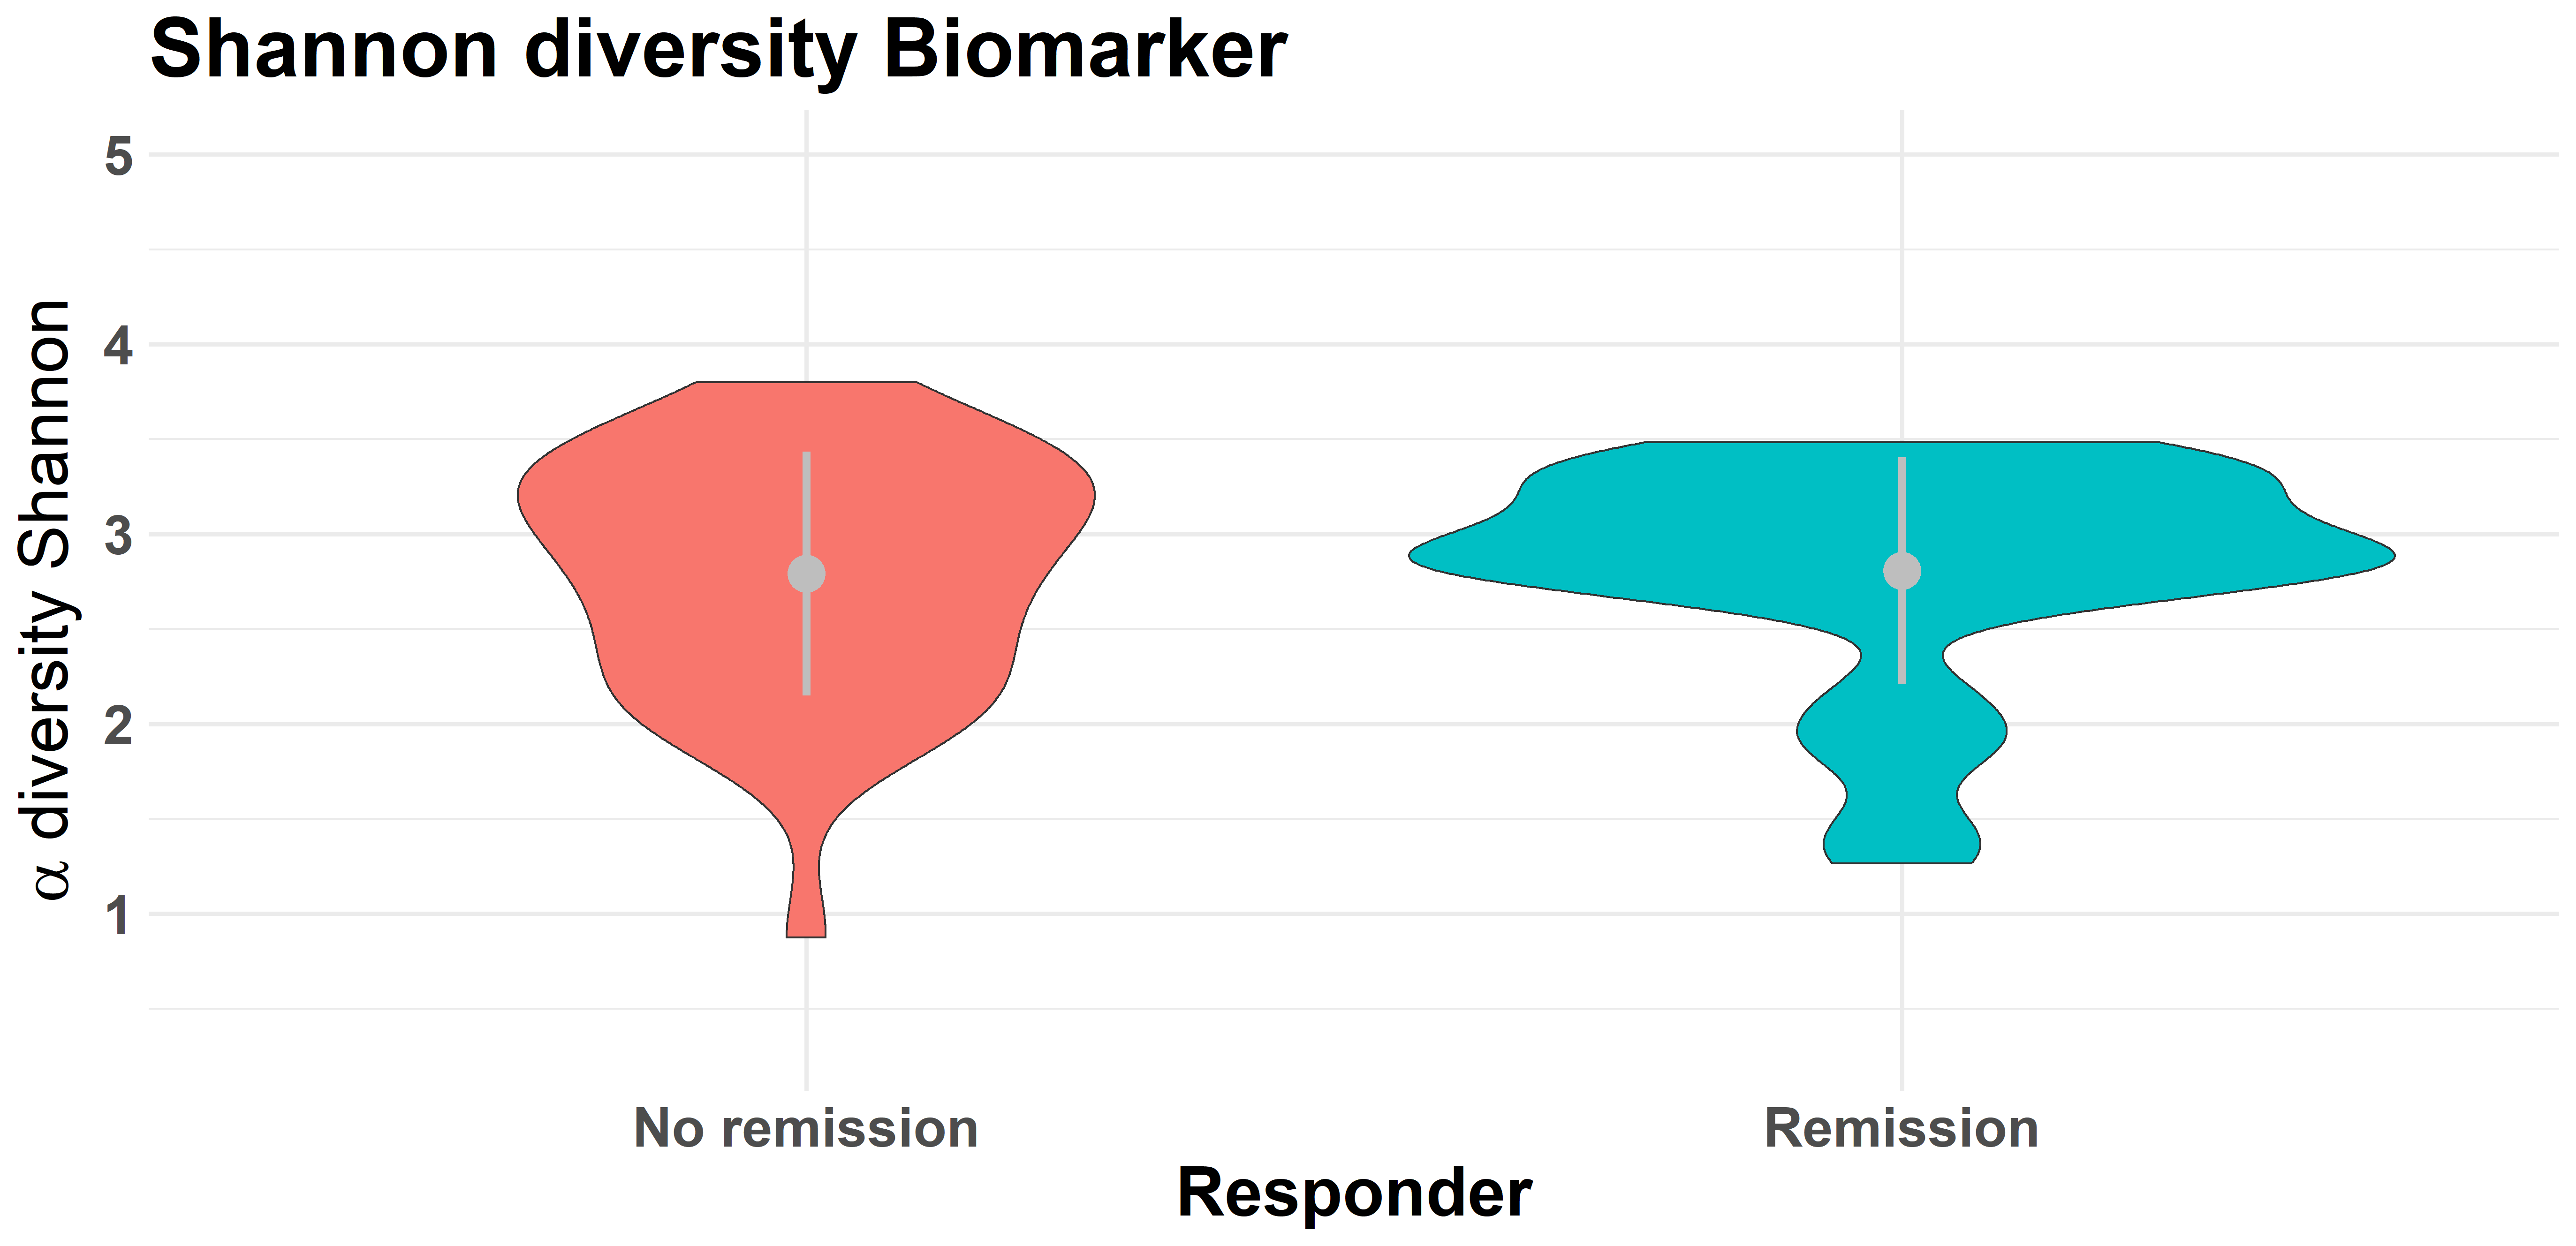 Shannon diversity Biomarker
α diversity Shannon
5
4
3
2
1
No remission
Remission
Responder